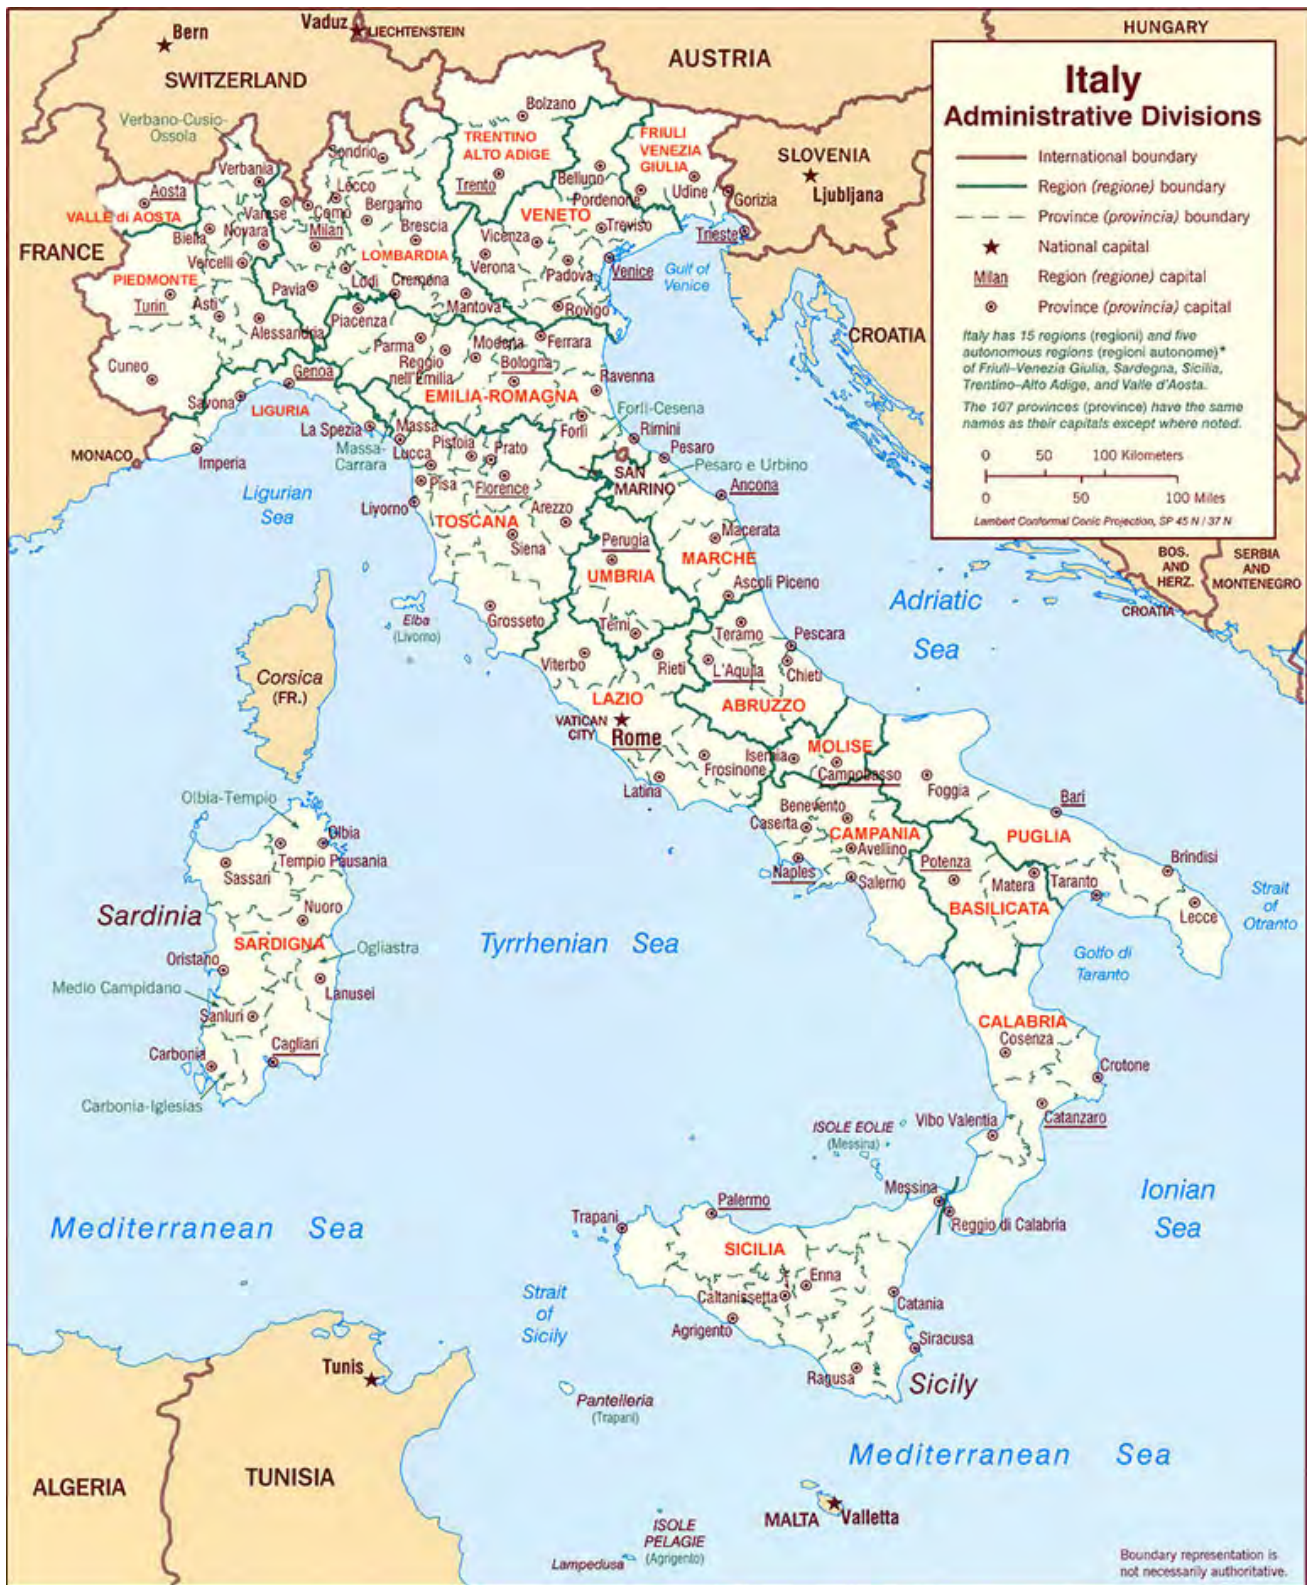 HUNGARY
Vaduz
LIECHTENSTEIN
Bern
AUSTRIA
SWITZERLAND
Italy
Administrative Divisions
International boundary
Region (regione) boundary
Province (provincia) boundary
National capital
Milan
Region (regione) capital
Province (provincia) capital
Italy has 15 regions (regioni) and five
autonomous regions (regioni autonome)*
of Friuli-Venezia Giulia, Sardegna, Sicilia,
Trentino-Alto Adige, and Valle d'Aosta.
The 107 provinces (province) have the same
names as their capitals except where noted.
0 50 100 Kilometers
0 50 100 Miles
Lambert Conformal Conic Projection, SP 45 N / 37 N
Verbano-Cusio-
Ossola
Bolzano
TRENTINO
ALTO ADIGE
FRIULI
VENEZIA
GIULIA
SLOVENIA
Ljubljana
Sondrio
Verbania
Trento
Belluno
Pordenone
Udine
Gorizia
Aosta
VALLE di AOSTA
Lecco
Varese
Como
Bergamo
VENETO
Treviso
Trieste
FRANCE
Biella
Novara
Milan
Brescia
LOMBARDIA
Vicenza
Verona
Padova
Venice
Gulf of
Venice
Vercelli
PIEDMONTE
Turin
Asti
Pavia
Lodi
Cremona
Mantova
Rovigo
Alessandria
Piacenza
CROATIA
Cuneo
Parma
Reggio
nell'Emilia
Modena
Bologna
Ferrara
Ravenna
EMILIA-ROMAGNA
Genoa
Savona
LIGURIA
La Spezia
Massa
Massa-
Carrara
Forlì
Forlì-Cesena
Rimini
MONACO
Imperia
Lucca
Pistoia
Prato
Pesaro
Pesaro e Urbino
SAN
MARINO
Ancona
Ligurian
Sea
Pisa
Florence
Livorno
TOSCANA
Arezzo
Siena
Perugia
UMBRIA
Macerata
MARCHE
Ascoli Piceno
BOS.
AND
HERZ.
SERBIA
AND
MONTENEGRO
CROATIA
Adriatic
Sea
Elba
(Livorno)
Grosseto
Terni
Teramo
Pescara
Viterbo
Rieti
L'Aquila
Chieti
Corsica
(FR.)
LAZIO
ABRUZZO
VATICAN
CITY
Rome
MOLISE
Isernia
Campobasso
Frosinone
Latina
Foggia
Bari
Olbia-Tempio
Olbia
Tempio Pausania
Sassari
Benevento
Caserta
CAMPANIA
Avellino
Naples
Salerno
PUGLIA
Potenza
Matera
BASILICATA
Taranto
Brindisi
Lecce
Strait
of
Otranto
Golfo di
Taranto
Sardinia
Nuoro
SARDIGNA
Ogliastra
Oristano
Lanusei
Medio Campidano
Sanluri
Carbonia
Cagliari
Carbonia-Iglesias
Tyrrhenian Sea
CALABRIA
Cosenza
Crotone
Catanzaro
Vibo Valentia
ISOLE EOLIE
(Messina)
Messina
Reggio di Calabria
Ionian
Sea
Mediterranean Sea
Trapani
Palermo
SICILIA
Enna
Caltanissetta
Catania
Agrigento
Siracusa
Ragusa
Sicily
Strait
of
Sicily
Tunis
Pantelleria
(Trapani)
ALGERIA
TUNISIA
Mediterranean Sea
MALTA
Valletta
ISOLE
PELAGIE
(Agrigento)
Lampedusa
Boundary representation is
not necessarily authoritative.